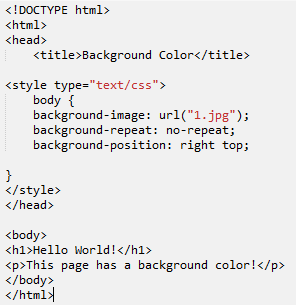 <!DOCTYPE html>
<html>
<head>
    <title>Background Color</title>

<style type="text/css">
    body {
    background-image: url("1.jpg");
    background-repeat: no-repeat;
    background-position: right top;

}
</style>
</head>

<body>
<h1>Hello World!</h1>
<p>This page has a background color!</p>
</body>
</html>